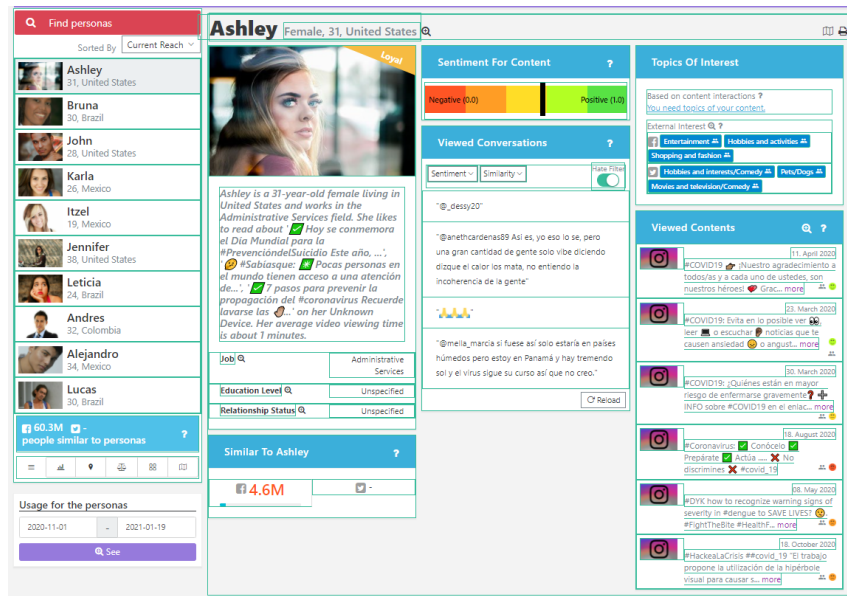 Find personas
Sorted By Current Reach
Ashley
31, United States
Bruna
30, Brazil
John
28, United States
Karla
26, Mexico
Itzel
19, Mexico
Jennifer
38, United States
Leticia
24, Brazil
Andres
32, Colombia
Alejandro
34, Mexico
Lucas
30, Brazil
60.3M -
people similar to personas ?
Usage for the personas
2020-11-01 - 2021-01-19
See
Ashley Female, 31, United States
Loyal
Ashley is a 31-year-old female living in
United States and works in the
Administrative Services field. She likes
to read about '✅ Hoy se conmemora
el Dia Mundial para la
#PrevencióndelSuicidio Este año, ...',
'🤔 #Sabiasque: ✳️ Pocas personas en
el mundo tienen acceso a una atención
de...', '✅ 7 pasos para prevenir la
propagación del #coronavirus Recuerde
lavarse las ✋...' on her Unknown
Device. Her average video viewing time
is about 1 minutes.
Job Administrative
Services
Education Level Unspecified
Relationship Status Unspecified
Similar To Ashley ?
4.6M -
Sentiment For Content ?
Negative (0.0) Positive (1.0)
Viewed Conversations ?
Sentiment Similarity Hate Filter
"@_dessy20"
"@anethcardenas89 Asi es, yo eso lo se, pero
una gran cantidad de gente solo vibe diciendo
dizque el calor los mata, no entiendo la
incoherencia de la gente"
"🙏🙏🙏"
"@meila_marcia si fuese así solo estaría en países
húmedos pero estoy en Panamá y hay tremendo
sol y el virus sigue su curso así que no creo."
Reload
Topics Of Interest
Based on content interactions ?
You need topics of your content.
External Interest ?
Entertainment Hobbies and activities
Shopping and fashion
Hobbies and interests/Comedy Pets/Dogs
Movies and television/Comedy
Viewed Contents ?
11. April 2020
#COVID19 👉 ¡Nuestro agradecimiento a
todos/as y a cada uno de ustedes, son
nuestros héroes! ❤️ Grac... more
23. March 2020
#COVID19: Evita en lo posible ver 👀,
leer 💻 o escuchar 👂 noticias que te
causen ansiedad 😟 o angust... more
30. March 2020
#COVID19: ¿Quiénes están en mayor
riesgo de enfermarse gravemente❓ ➕
INFO sobre #COVID19 en el enlac... more
18. August 2020
#Coronavirus: ✅ Conócelo ✅
Prepárate ✅ Actúa ..... ❌ No
discrimines ❌ #covid_19
08. May 2020
#DYK how to recognize warning signs of
severity in #dengue to SAVE LIVES? 🤔.
#FightTheBite #HealthF... more
18. October 2020
#HackeaLaCrisis ##covid_19 "El trabajo
propone la utilización de la hipérbole
visual para causar s... more